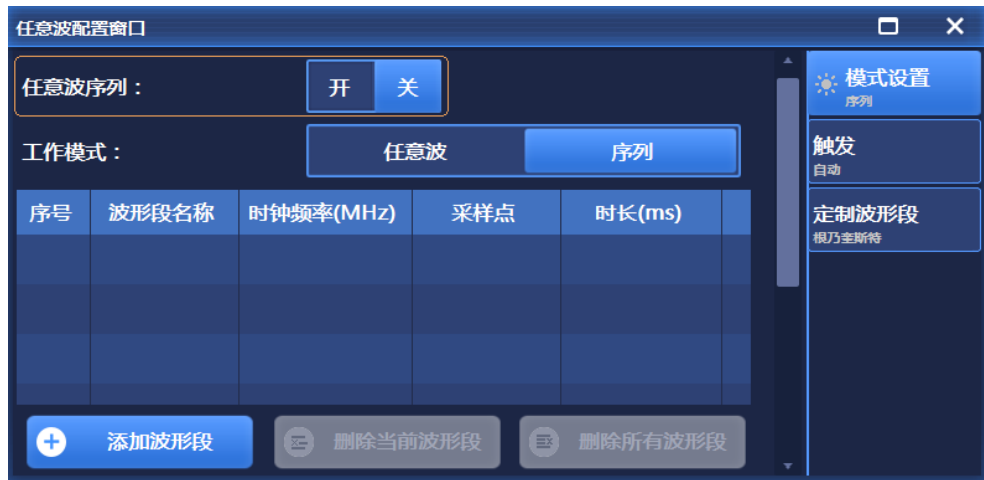 任意波配置窗口
任意波序列：
开 关
工作模式：
任意波 序列
序号 波形段名称 时钟频率(MHz) 采样点 时长(ms)
添加波形段 删除当前波形段 删除所有波形段
模式设置
序列
触发
自动
定制波形段
根乃奎斯特